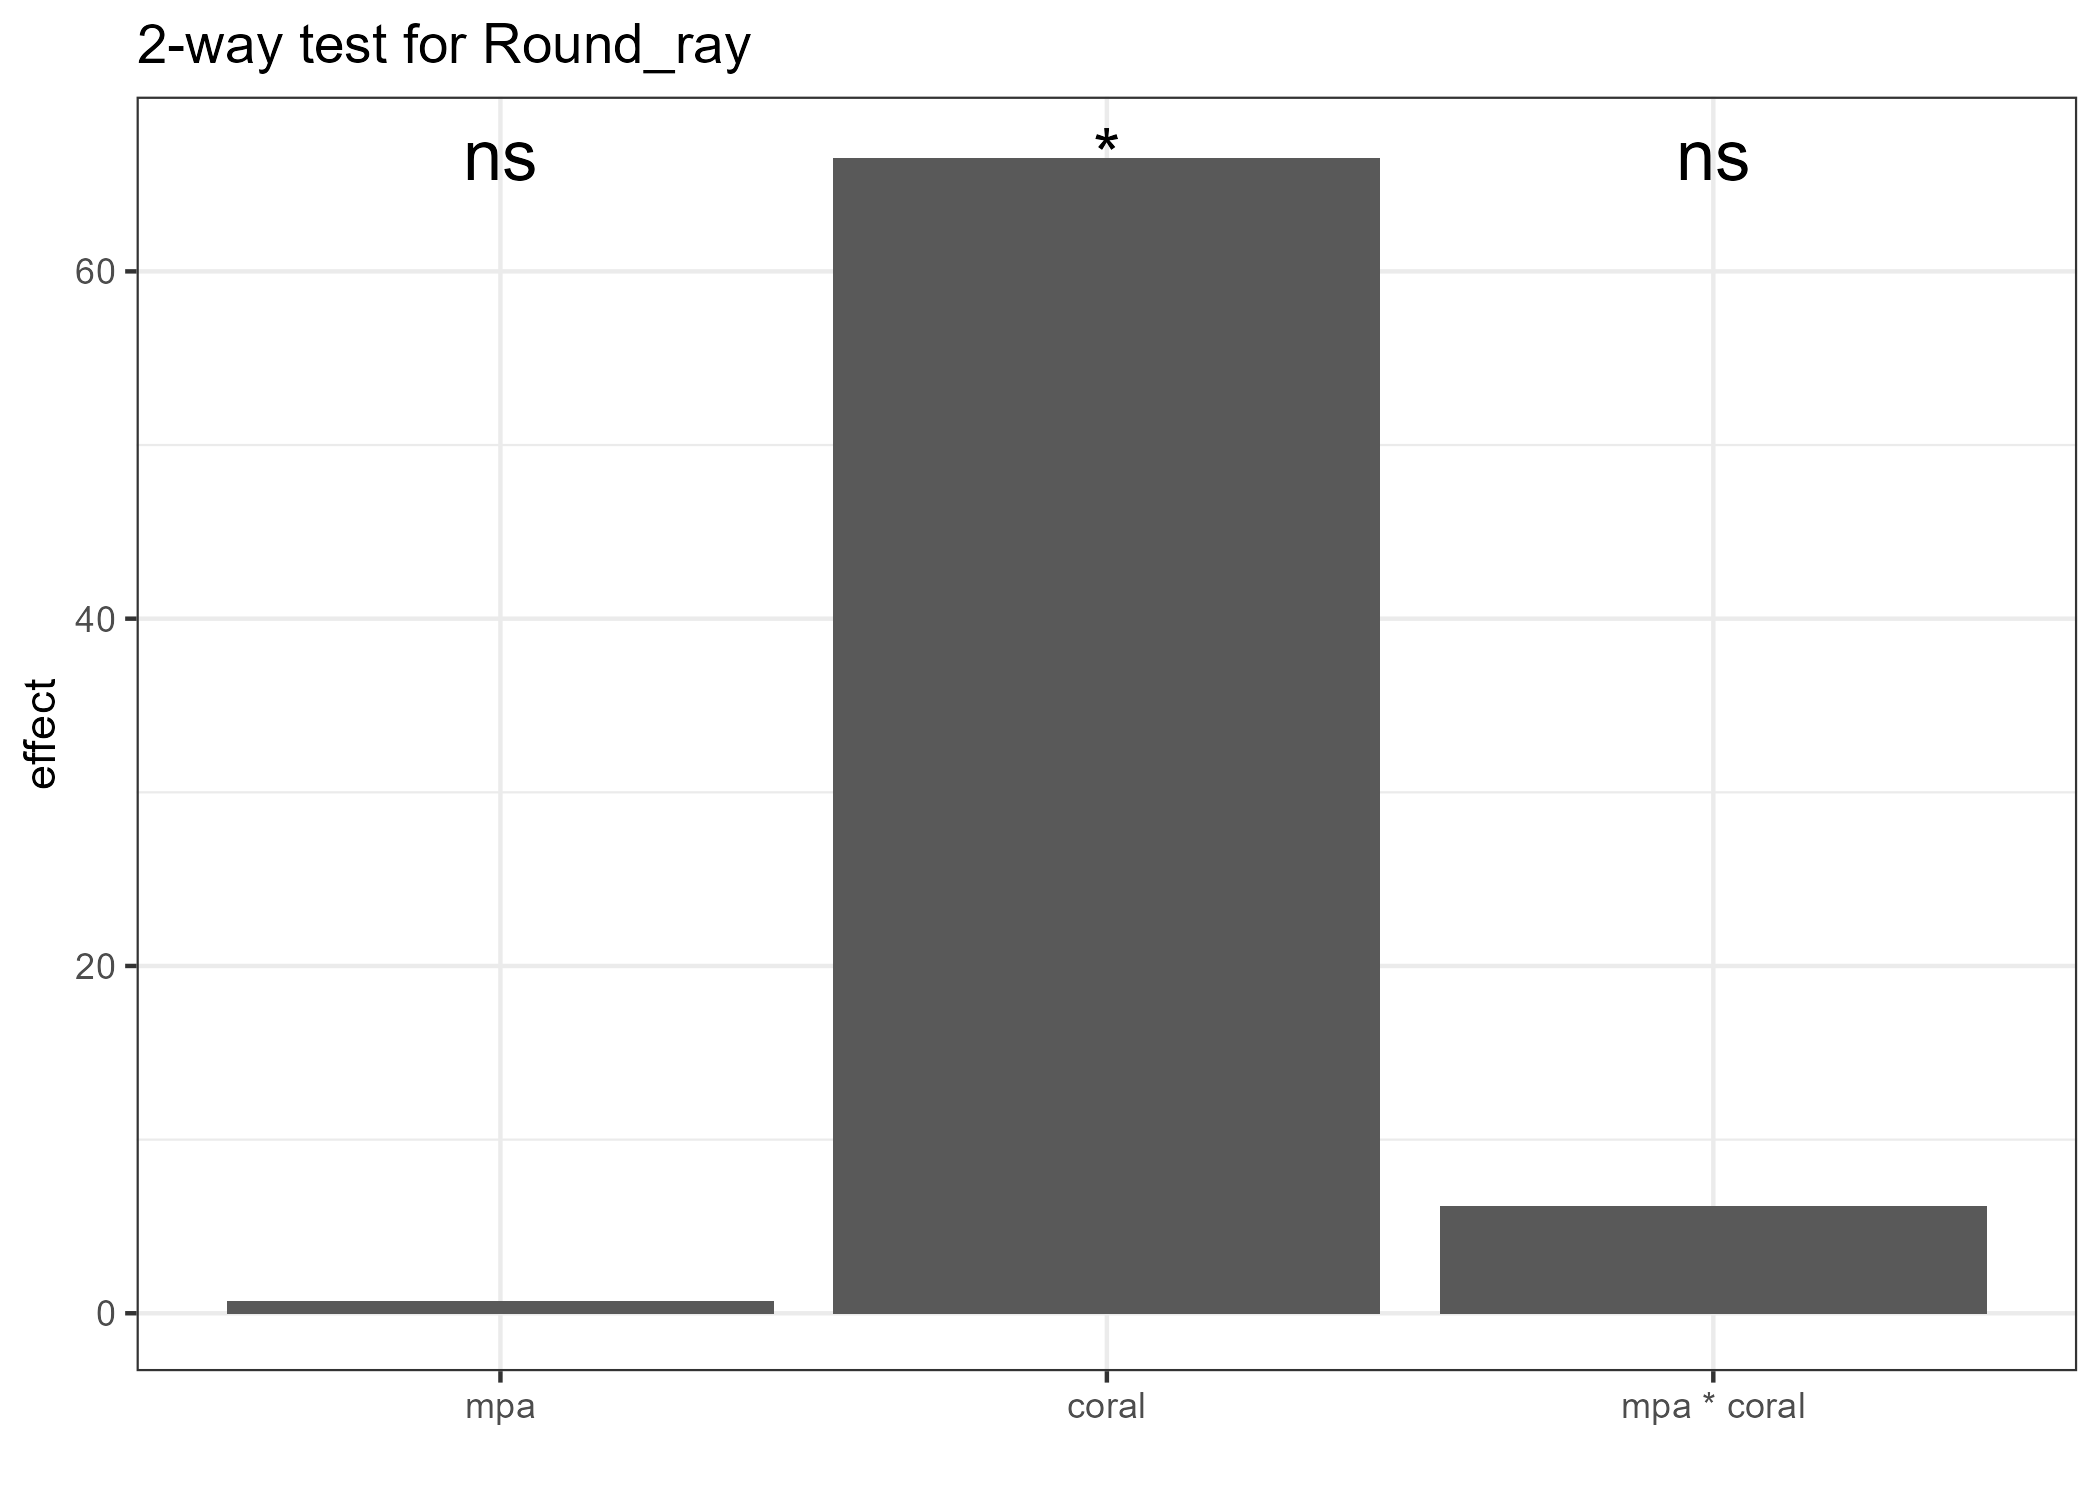 2-way test for Round_ray
ns * ns
60
40
20
0
effect
mpa coral mpa * coral